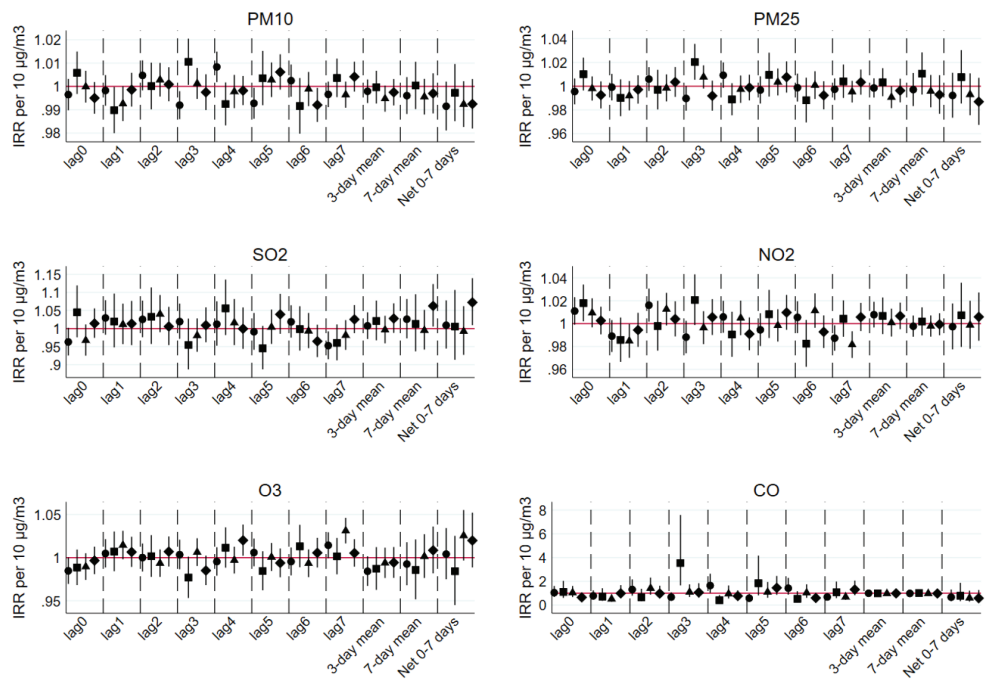 PM10
IRR per 10 µg/m3
1.02
1.01
1
.99
.98
lag0
lag1
lag2
lag3
lag4
lag5
lag6
lag7
3-day mean
7-day mean
Net 0-7 days
PM25
IRR per 10 µg/m3
1.04
1.02
1
.98
.96
lag0
lag1
lag2
lag3
lag4
lag5
lag6
lag7
3-day mean
7-day mean
Net 0-7 days
SO2
IRR per 10 µg/m3
1.15
1.1
1.05
1
.95
.9
lag0
lag1
lag2
lag3
lag4
lag5
lag6
lag7
3-day mean
7-day mean
Net 0-7 days
NO2
IRR per 10 µg/m3
1.04
1.02
1
.98
.96
lag0
lag1
lag2
lag3
lag4
lag5
lag6
lag7
3-day mean
7-day mean
Net 0-7 days
O3
IRR per 10 µg/m3
1.05
1
.95
lag0
lag1
lag2
lag3
lag4
lag5
lag6
lag7
3-day mean
7-day mean
Net 0-7 days
CO
IRR per 10 µg/m3
8
6
4
2
0
lag0
lag1
lag2
lag3
lag4
lag5
lag6
lag7
3-day mean
7-day mean
Net 0-7 days